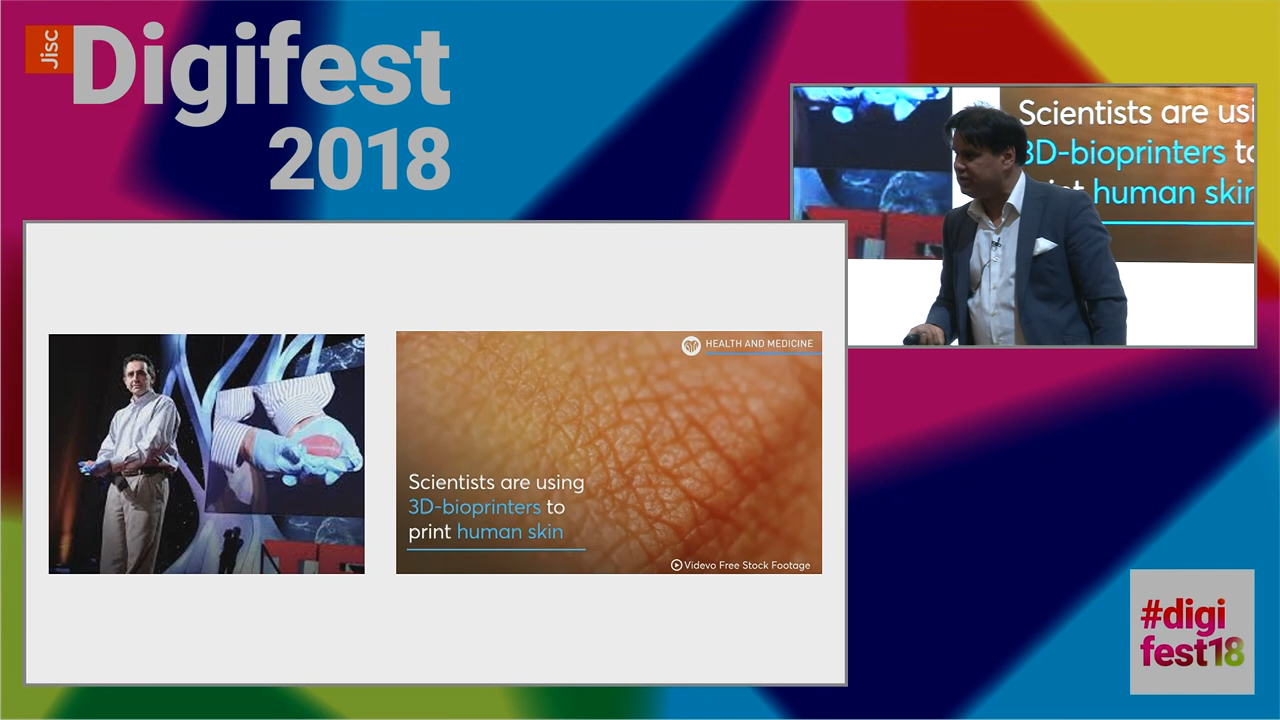 Jisc
Digifest
2018
Scientists are usi
3D-bioprinters to
print human skin
HEALTH AND MEDICINE
Scientists are using
3D-bioprinters to
print human skin
Videvo Free Stock Footage
#digi
fest18